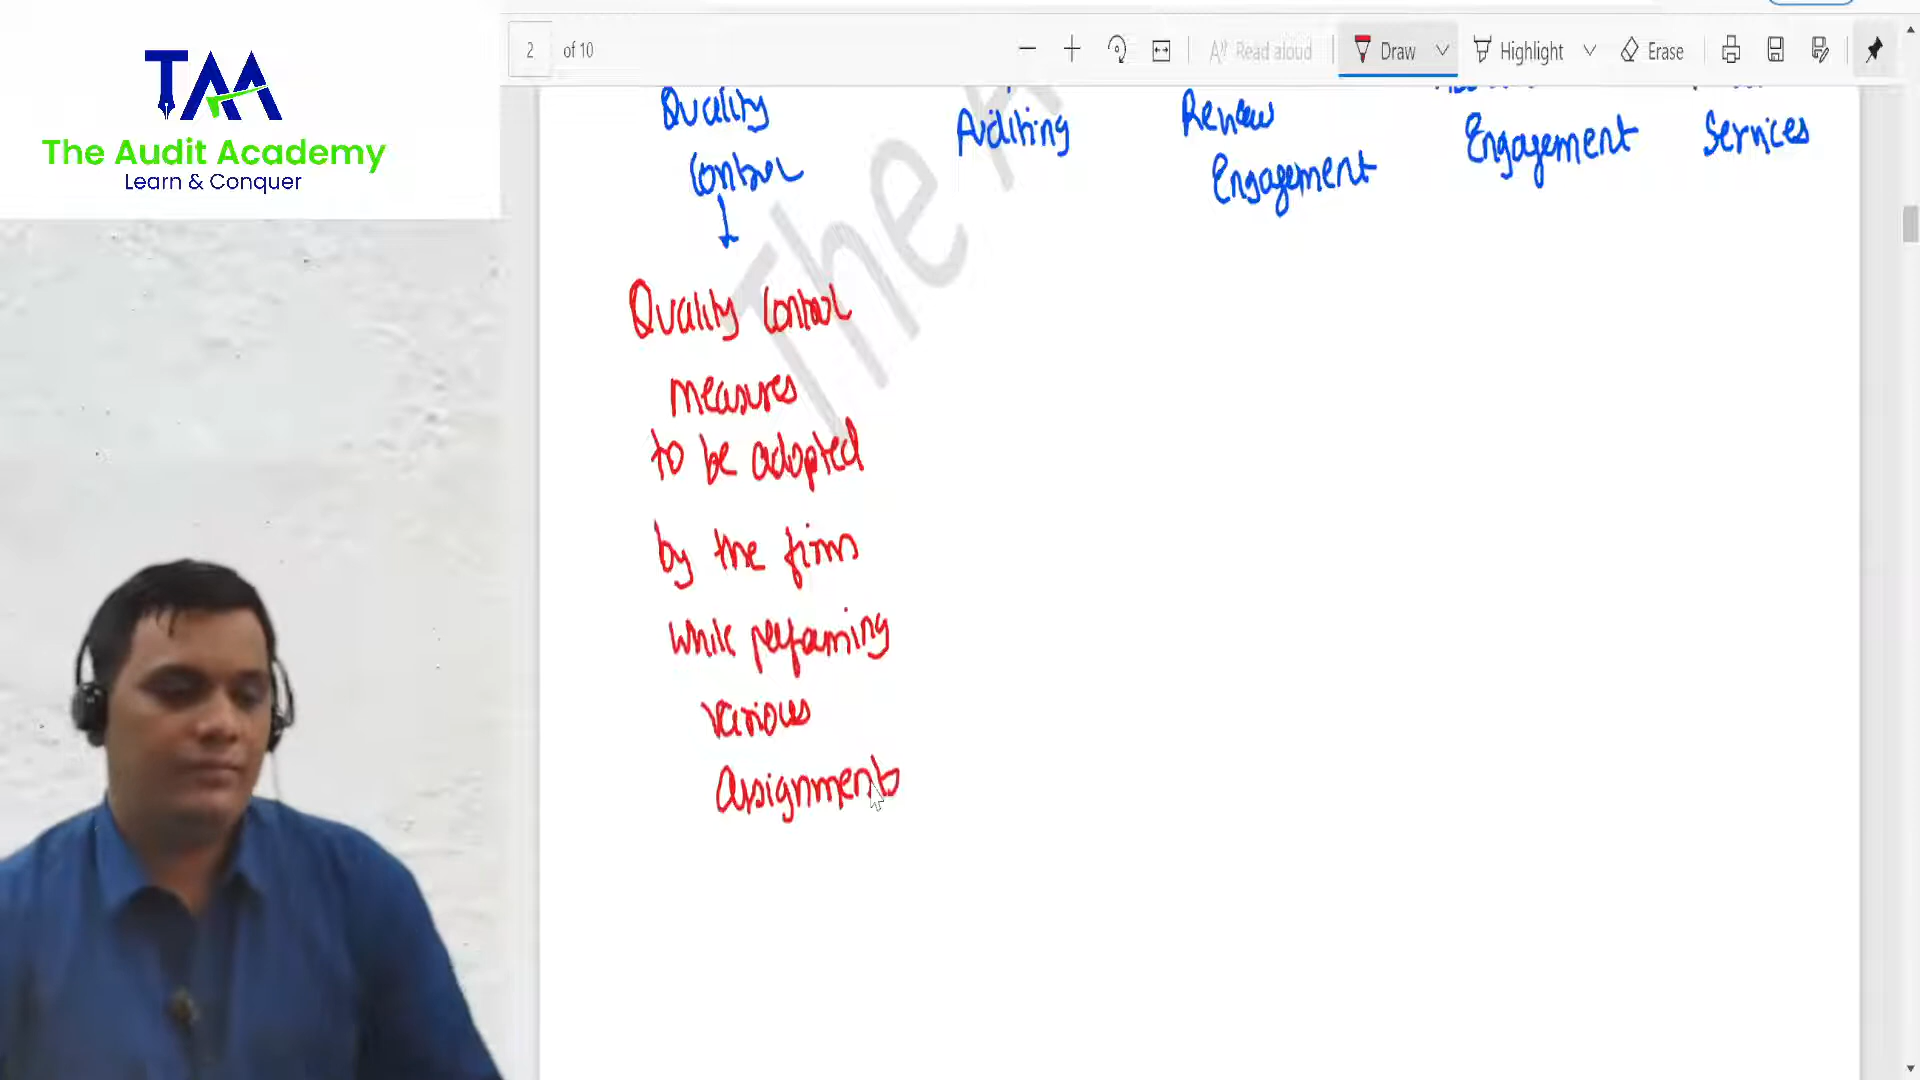 TAA
The Audit Academy
Learn & Conquer
2 of 10
Read aloud
Draw
Highlight
Erase
Quality
Control
Auditing
Review
Engagement
Engagement
Services
The A
Quality Control
measures
to be adopted
by the firm
while performing
various
assignments